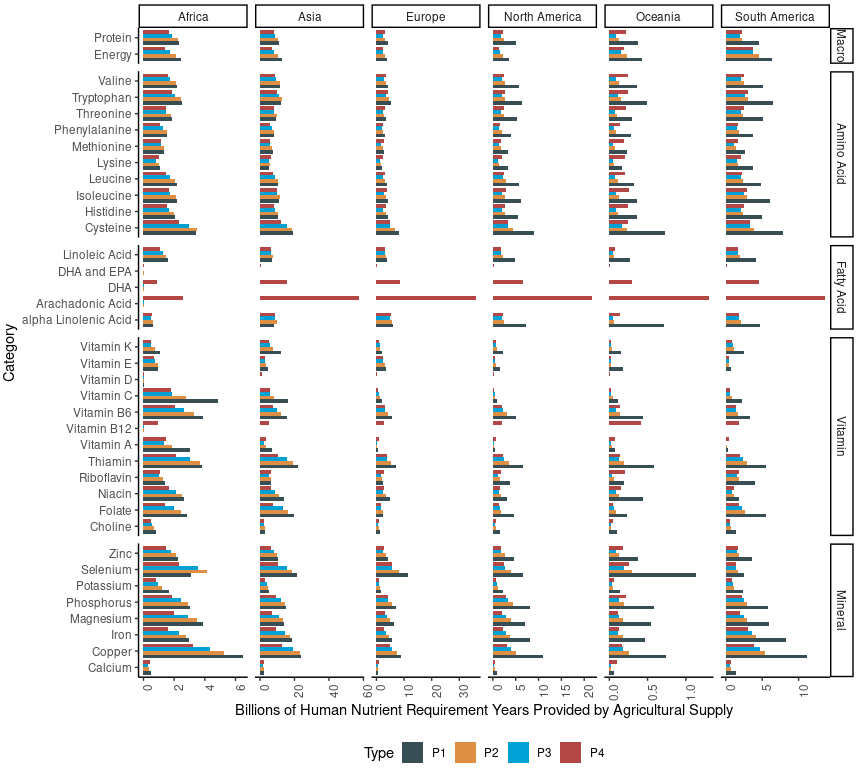 Africa Asia Europe North America Oceania South America
Protein
Energy
Macro
Valine
Tryptophan
Threonine
Phenylalanine
Methionine
Lysine
Leucine
Isoleucine
Histidine
Cysteine
Amino Acid
Linoleic Acid
DHA and EPA
DHA
Arachadonic Acid
alpha Linolenic Acid
Fatty Acid
Category
Vitamin K
Vitamin E
Vitamin D
Vitamin C
Vitamin B6
Vitamin B12
Vitamin A
Thiamin
Riboflavin
Niacin
Folate
Choline
Vitamin
Zinc
Selenium
Potassium
Phosphorus
Magnesium
Iron
Copper
Calcium
Mineral
0 2 4 6 0 20 40 60 0 10 20 30 0 5 10 15 20 0.0 0.5 1.0 0 5 10
Billions of Human Nutrient Requirement Years Provided by Agricultural Supply
Type P1 P2 P3 P4